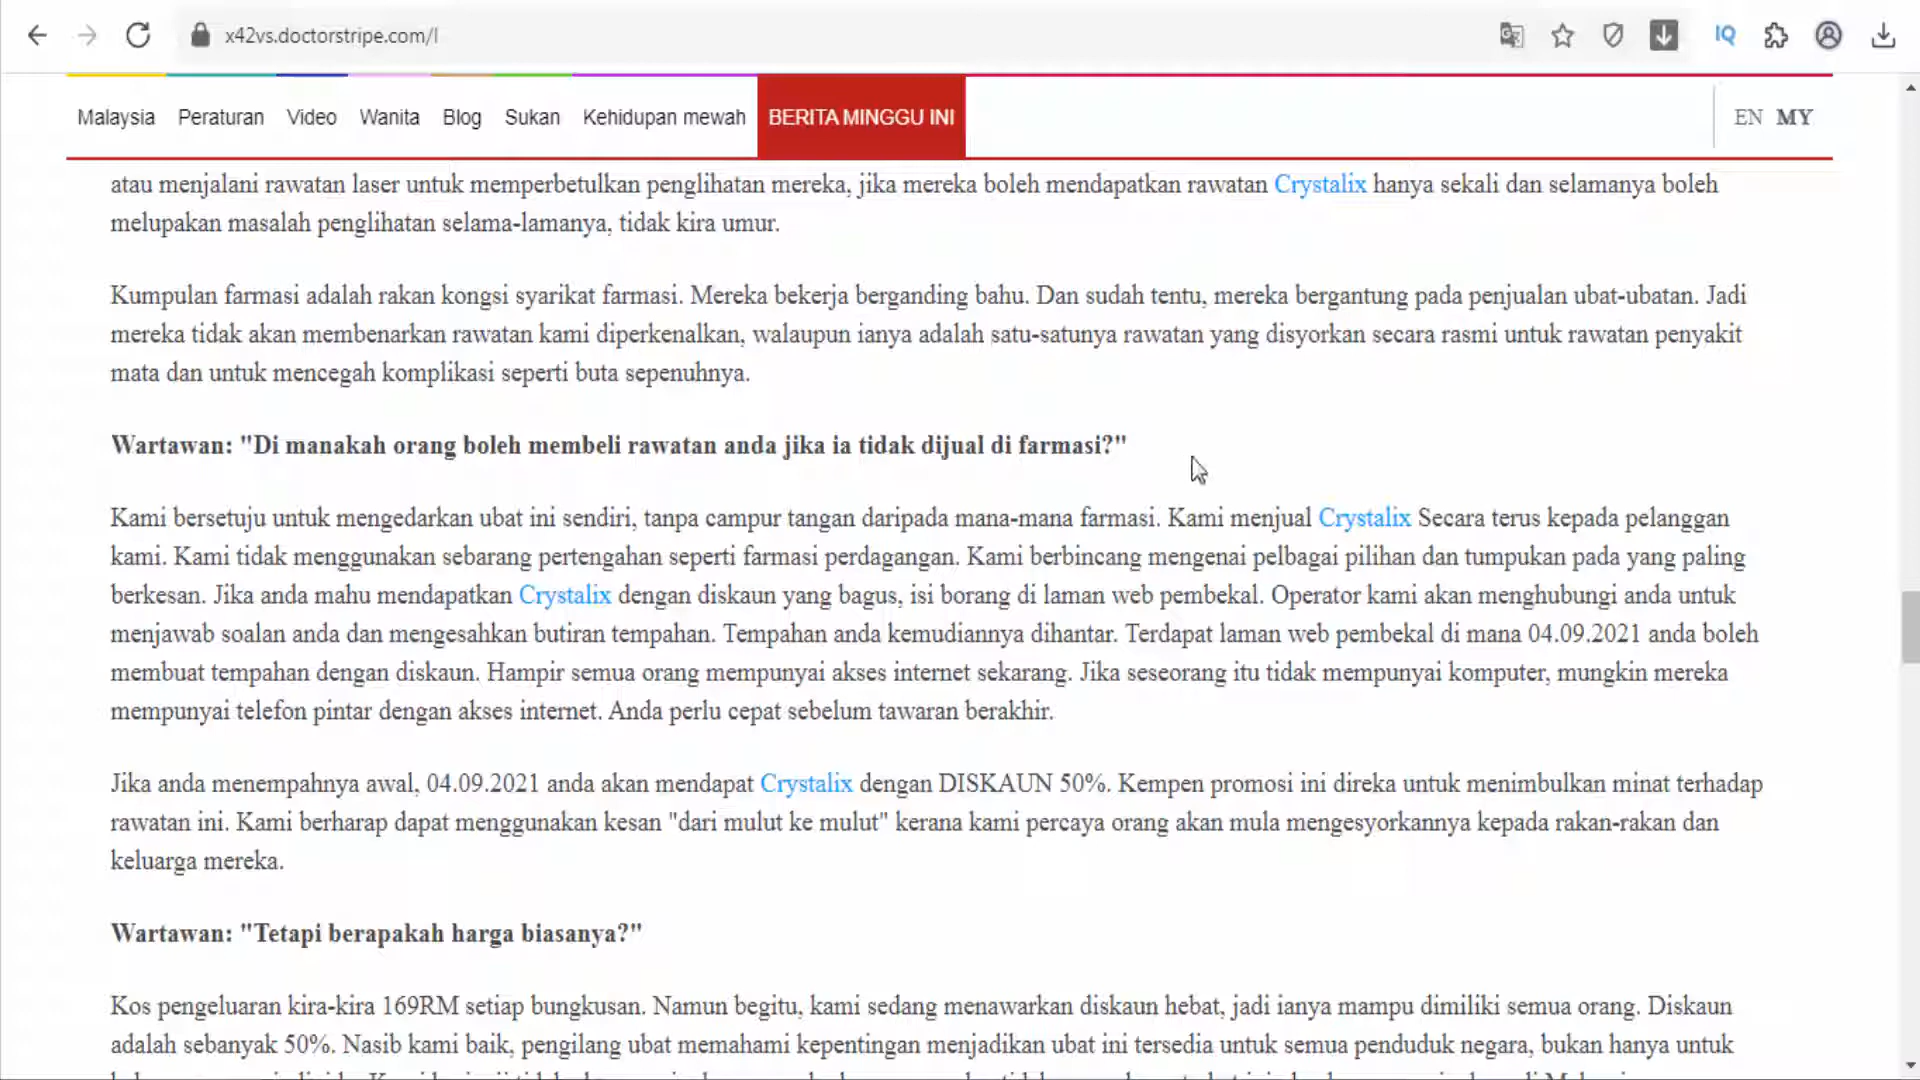 x42vs.doctorstripe.com/l
IQ
Malaysia Peraturan Video Wanita Blog Sukan Kehidupan mewah BERITA MINGGU INI EN MY
atau menjalani rawatan laser untuk memperbetulkan penglihatan mereka, jika mereka boleh mendapatkan rawatan Crystalix hanya sekali dan selamanya boleh
melupakan masalah penglihatan selama-lamanya, tidak kira umur.
Kumpulan farmasi adalah rakan kongsi syarikat farmasi. Mereka bekerja berganding bahu. Dan sudah tentu, mereka bergantung pada penjualan ubat-ubatan. Jadi
mereka tidak akan membenarkan rawatan kami diperkenalkan, walaupun ianya adalah satu-satunya rawatan yang disyorkan secara rasmi untuk rawatan penyakit
mata dan untuk mencegah komplikasi seperti buta sepenuhnya.
Wartawan: "Di manakah orang boleh membeli rawatan anda jika ia tidak dijual di farmasi?"
Kami bersetuju untuk mengedarkan ubat ini sendiri, tanpa campur tangan daripada mana-mana farmasi. Kami menjual Crystalix Secara terus kepada pelanggan
kami. Kami tidak menggunakan sebarang pertengahan seperti farmasi perdagangan. Kami berbincang mengenai pelbagai pilihan dan tumpukan pada yang paling
berkesan. Jika anda mahu mendapatkan Crystalix dengan diskaun yang bagus, isi borang di laman web pembekal. Operator kami akan menghubungi anda untuk
menjawab soalan anda dan mengesahkan butiran tempahan. Tempahan anda kemudiannya dihantar. Terdapat laman web pembekal di mana 04.09.2021 anda boleh
membuat tempahan dengan diskaun. Hampir semua orang mempunyai akses internet sekarang. Jika seseorang itu tidak mempunyai komputer, mungkin mereka
mempunyai telefon pintar dengan akses internet. Anda perlu cepat sebelum tawaran berakhir.
Jika anda menempahnya awal, 04.09.2021 anda akan mendapat Crystalix dengan DISKAUN 50%. Kempen promosi ini direka untuk menimbulkan minat terhadap
rawatan ini. Kami berharap dapat menggunakan kesan "dari mulut ke mulut" kerana kami percaya orang akan mula mengesyorkannya kepada rakan-rakan dan
keluarga mereka.
Wartawan: "Tetapi berapakah harga biasanya?"
Kos pengeluaran kira-kira 169RM setiap bungkusan. Namun begitu, kami sedang menawarkan diskaun hebat, jadi ianya mampu dimiliki semua orang. Diskaun
adalah sebanyak 50%. Nasib kami baik, pengilang ubat memahami kepentingan menjadikan ubat ini tersedia untuk semua penduduk negara, bukan hanya untuk